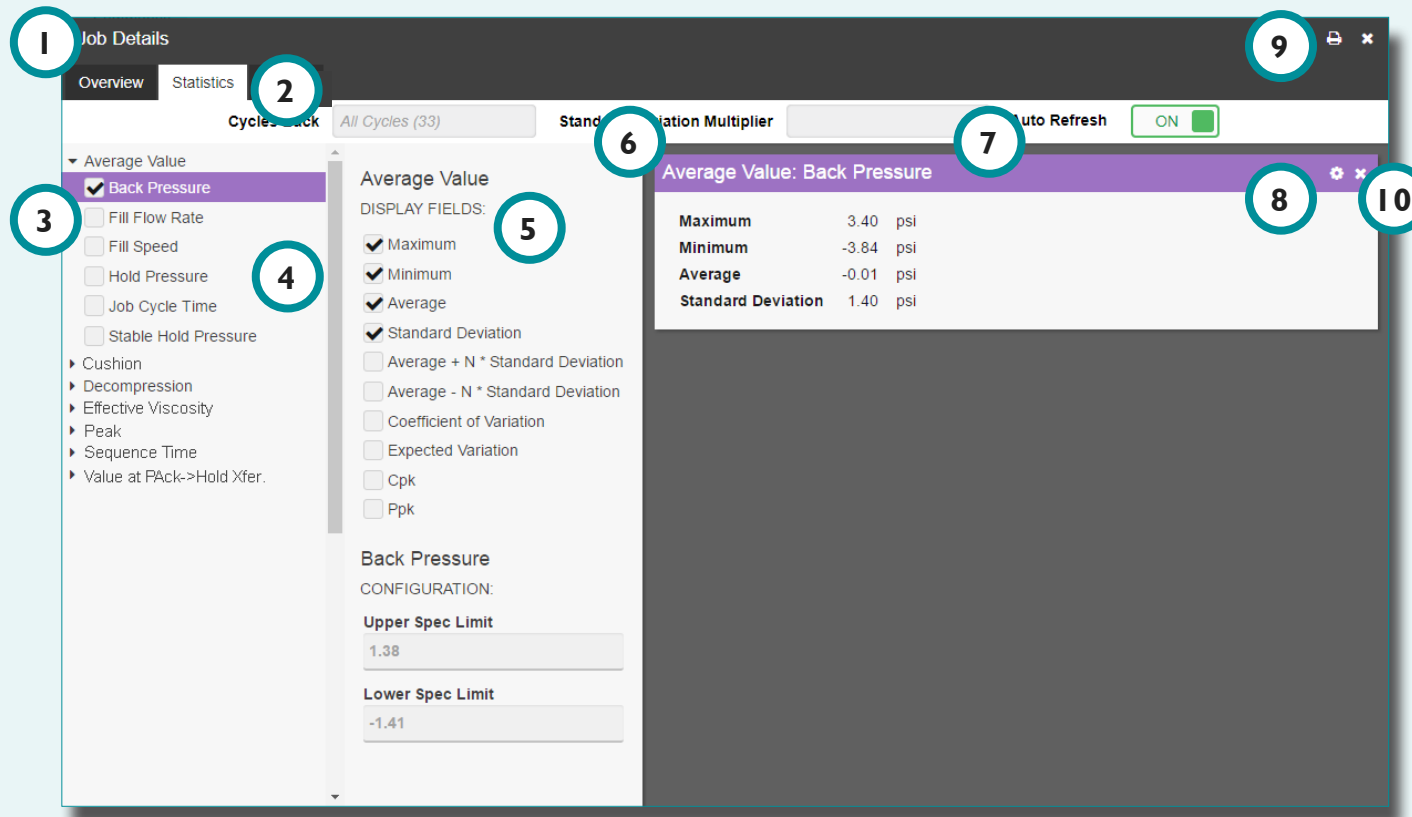 1
Job Details
9
Overview
Statistics
2
Cycles Back
All Cycles (33)
Standard Deviation Multiplier
Auto Refresh
ON
6
7
Average Value
Back Pressure
Fill Flow Rate
Fill Speed
Hold Pressure
Job Cycle Time
Stable Hold Pressure
Cushion
Decompression
Effective Viscosity
Peak
Sequence Time
Value at PAck->Hold Xfer.
3
4
Average Value
DISPLAY FIELDS:
5
Maximum
Minimum
Average
Standard Deviation
Average + N * Standard Deviation
Average - N * Standard Deviation
Coefficient of Variation
Expected Variation
Cpk
Ppk
Back Pressure
CONFIGURATION:
Upper Spec Limit
1.38
Lower Spec Limit
-1.41
Average Value: Back Pressure
8
10
Maximum 3.40 psi
Minimum -3.84 psi
Average -0.01 psi
Standard Deviation 1.40 psi